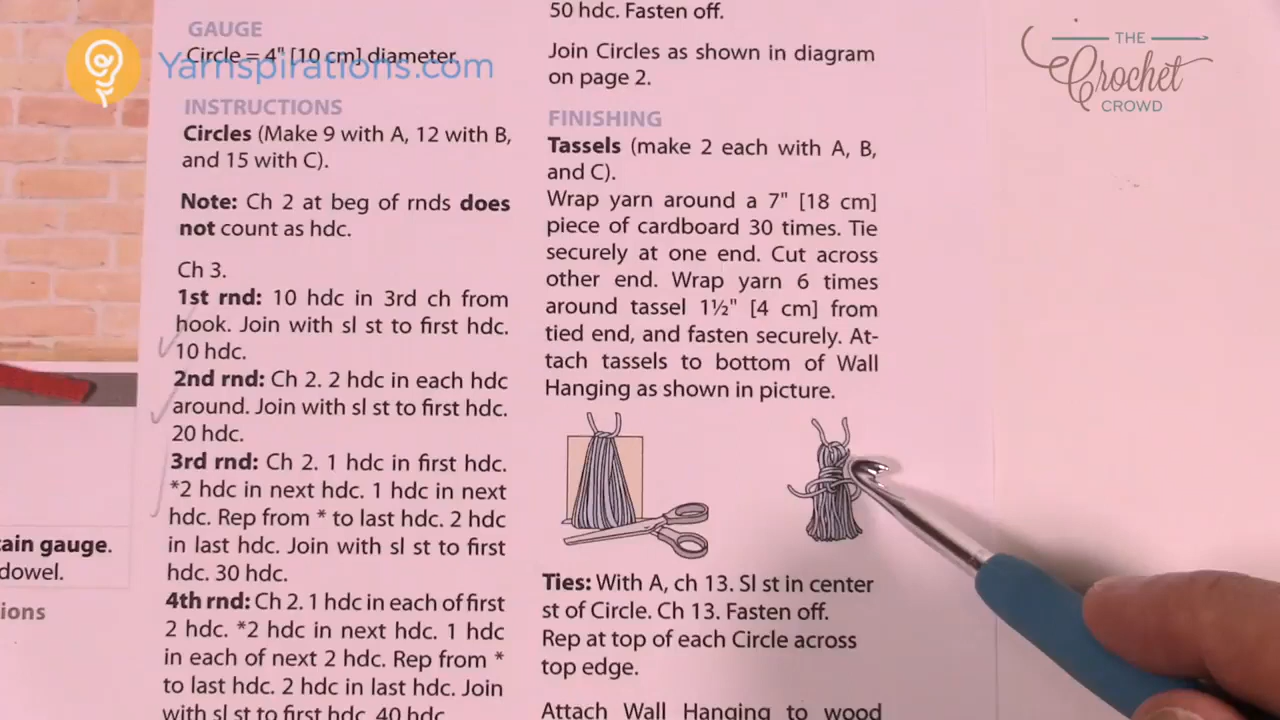 GAUGE
Circle = 4" [10 cm] diameter.
Yarnspirations.com
INSTRUCTIONS
Circles (Make 9 with A, 12 with B,
and 15 with C).
Note: Ch 2 at beg of rnds does
not count as hdc.
Ch 3.
1st rnd: 10 hdc in 3rd ch from
hook. Join with sl st to first hdc.
10 hdc.
2nd rnd: Ch 2. 2 hdc in each hdc
around. Join with sl st to first hdc.
20 hdc.
3rd rnd: Ch 2. 1 hdc in first hdc.
*2 hdc in next hdc. 1 hdc in next
hdc. Rep from * to last hdc. 2 hdc
in last hdc. Join with sl st to first
hdc. 30 hdc.
4th rnd: Ch 2. 1 hdc in each of first
2 hdc. *2 hdc in next hdc. 1 hdc
in each of next 2 hdc. Rep from *
to last hdc. 2 hdc in last hdc. Join
with sl st to first hdc. 40 hdc.
50 hdc. Fasten off.
Join Circles as shown in diagram
on page 2.
FINISHING
Tassels (make 2 each with A, B,
and C).
Wrap yarn around a 7" [18 cm]
piece of cardboard 30 times. Tie
securely at one end. Cut across
other end. Wrap yarn 6 times
around tassel 1½" [4 cm] from
tied end, and fasten securely. At-
tach tassels to bottom of Wall
Hanging as shown in picture.
Ties: With A, ch 13. Sl st in center
st of Circle. Ch 13. Fasten off.
Rep at top of each Circle across
top edge.
Attach Wall Hanging to wood
tain gauge.
dowel.
ions
THE
Crochet
CROWD